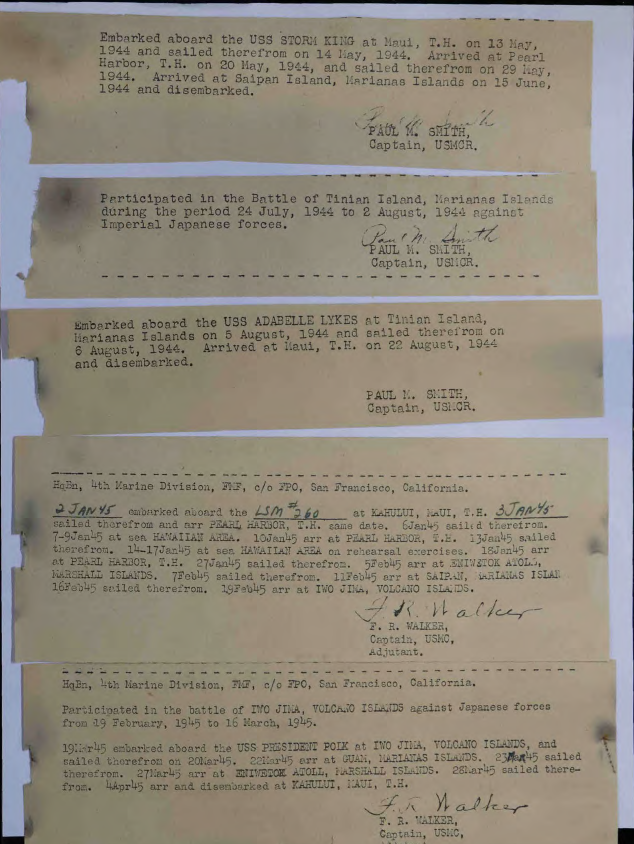 Embarked aboard the USS STORM KING at Maui, T.H. on 13 May,
1944 and sailed therefrom on 14 May, 1944. Arrived at Pearl
Harbor, T.H. on 20 May, 1944, and sailed therefrom on 29 May,
1944. Arrived at Saipan Island, Marianas Islands on 15 June,
1944 and disembarked.
Paul M. Smith
PAUL M. SMITH,
Captain, USMCR.
Participated in the Battle of Tinian Island, Marianas Islands
during the period 24 July, 1944 to 2 August, 1944 against
Imperial Japanese forces.
Paul M. Smith
PAUL M. SMITH,
Captain, USMCR.
Embarked aboard the USS ADABELLE LYKES at Tinian Island,
Marianas Islands on 5 August, 1944 and sailed therefrom on
6 August, 1944. Arrived at Maui, T.H. on 22 August, 1944
and disembarked.
PAUL M. SMITH,
Captain, USMCR.
HqBn, 4th Marine Division, FMF, c/o FPO, San Francisco, California.
2 JAN 45 embarked aboard the LSM # 260 at KAHULUI, MAUI, T.H. 3JAN45
sailed therefrom and arr PEARL HARBOR, T.H. same date. 6Jan45 sailed therefrom.
7-9Jan45 at sea HAWAIIAN AREA. 10Jan45 arr at PEARL HARBOR, T.H. 13Jan45 sailed
therefrom. 14-17Jan45 at sea HAWAIIAN AREA on rehearsal exercises. 18Jan45 arr
at PEARL HARBOR, T.H. 27Jan45 sailed therefrom. 5Feb45 arr at ENIWETOK ATOLL,
MARSHALL ISLANDS. 7Feb45 sailed therefrom. 11Feb45 arr at SAIPAN, MARIANAS ISLAN
16Feb45 sailed therefrom. 19Feb45 arr at IWO JIMA, VOLCANO ISLANDS.
F. R. Walker
F. R. WALKER,
Captain, USMC,
Adjutant.
HqBn, 4th Marine Division, FMF, c/o FPO, San Francisco, California.
Participated in the battle of IWO JIMA, VOLCANO ISLANDS against Japanese forces
from 19 February, 1945 to 16 March, 1945.
19Mar45 embarked aboard the USS PRESIDENT POLK at IWO JIMA, VOLCANO ISLANDS, and
sailed therefrom on 20Mar45. 22Mar45 arr at GUAM, MARIANAS ISLANDS. 23Mar45 sailed
therefrom. 27Mar45 arr at ENIWETOK ATOLL, MARSHALL ISLANDS. 28Mar45 sailed there-
from. 4Apr45 arr and disembarked at KAHULUI, MAUI, T.H.
F. R. Walker
F. R. WALKER,
Captain, USMC,